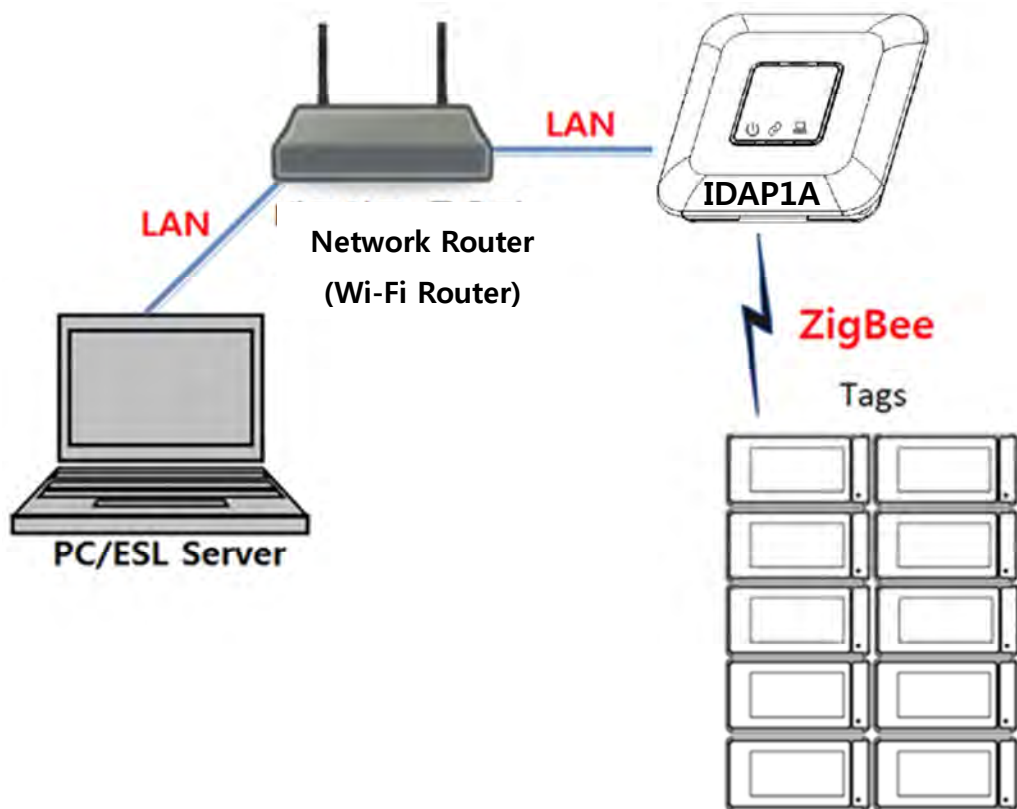 LAN
IDAP1A
LAN
Network Router
(Wi-Fi Router)
ZigBee
Tags
PC/ESL Server